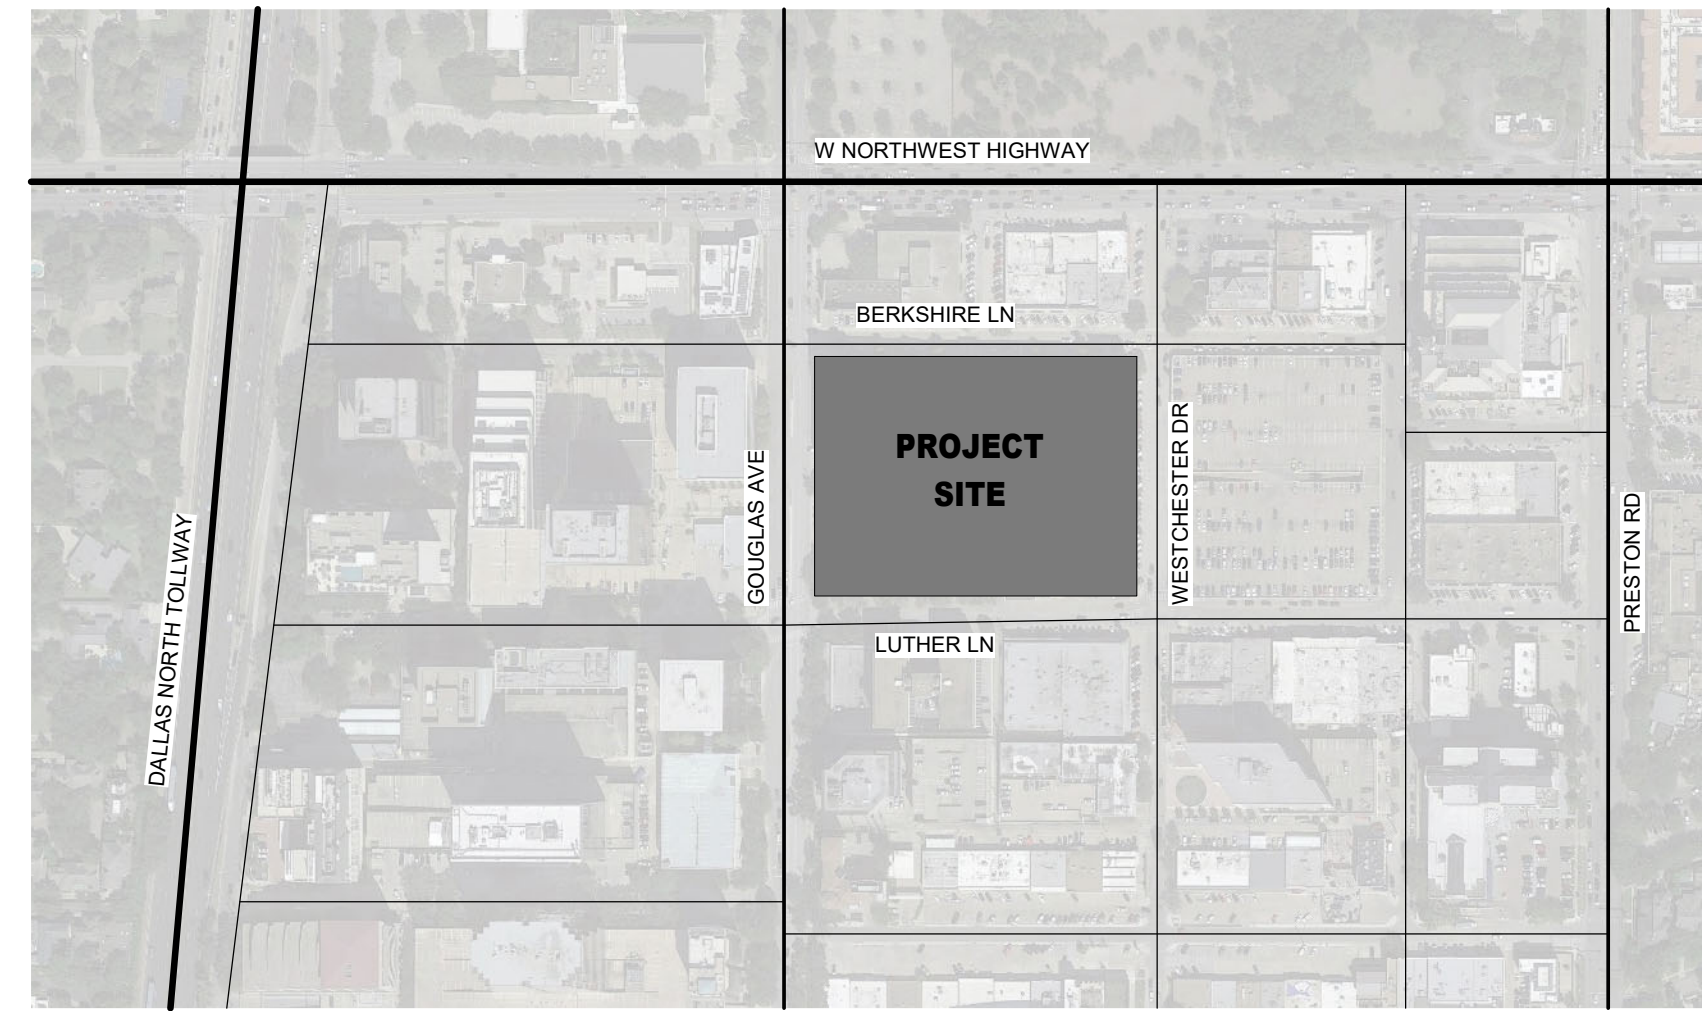 W NORTHWEST HIGHWAY
BERKSHIRE LN
PROJECT
SITE
GOUGLAS AVE
WESTCHESTER DR
PRESTON RD
DALLAS NORTH TOLLWAY
LUTHER LN